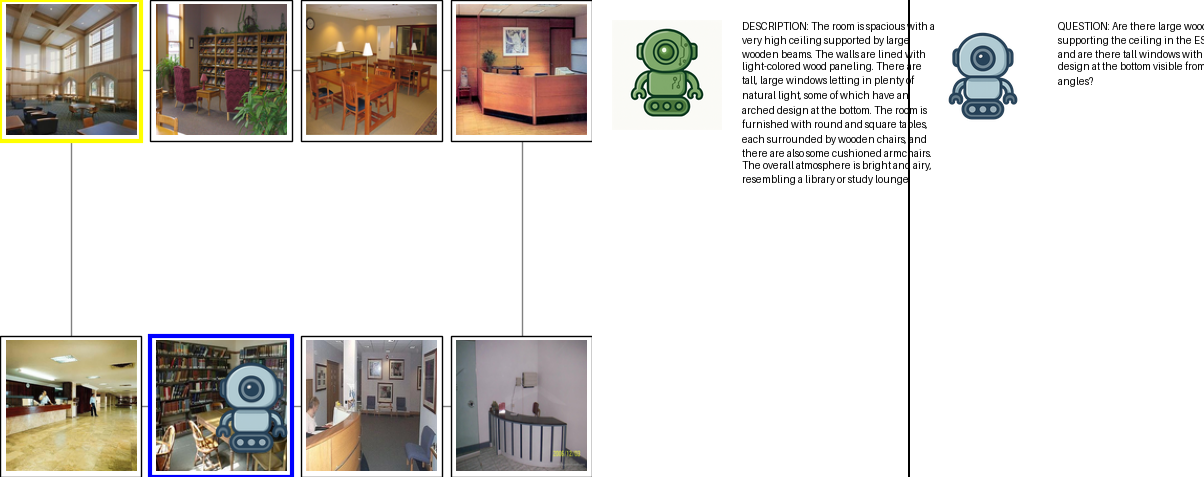 DESCRIPTION: The room is spacious with a
very high ceiling supported by large
wooden beams. The walls are lined with
light-colored wood paneling. There are
tall, large windows letting in plenty of
natural light, some of which have an
arched design at the bottom. The room is
furnished with round and square tables,
each surrounded by wooden chairs, and
there are also some cushioned armchairs.
The overall atmosphere is bright and airy,
resembling a library or study lounge.
QUESTION: Are there large woo
supporting the ceiling in the ES
and are there tall windows with
design at the bottom visible from
angles?